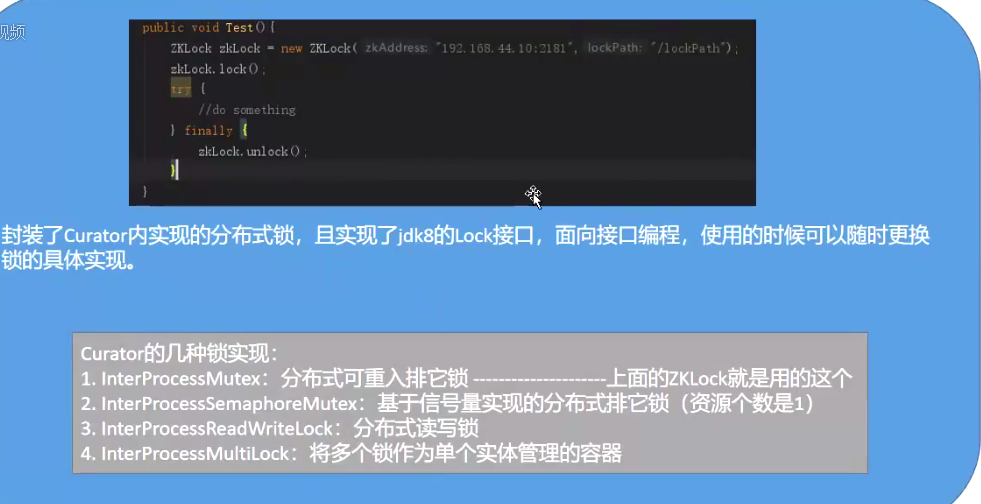 视频
public void Test(){
ZKLock zkLock = new ZKLock( zkAddress: "192.168.44.10:2181", lockPath: "/lockPath");
zkLock.lock();
try {
//do something
} finally {
zkLock.unlock();
}
}
封装了Curator内实现的分布式锁，且实现了jdk8的Lock接口，面向接口编程，使用的时候可以随时更换
锁的具体实现。
Curator的几种锁实现：
1. InterProcessMutex：分布式可重入排它锁 ---------------------上面的ZKLock就是用的这个
2. InterProcessSemaphoreMutex：基于信号量实现的分布式排它锁（资源个数是1）
3. InterProcessReadWriteLock：分布式读写锁
4. InterProcessMultiLock：将多个锁作为单个实体管理的容器